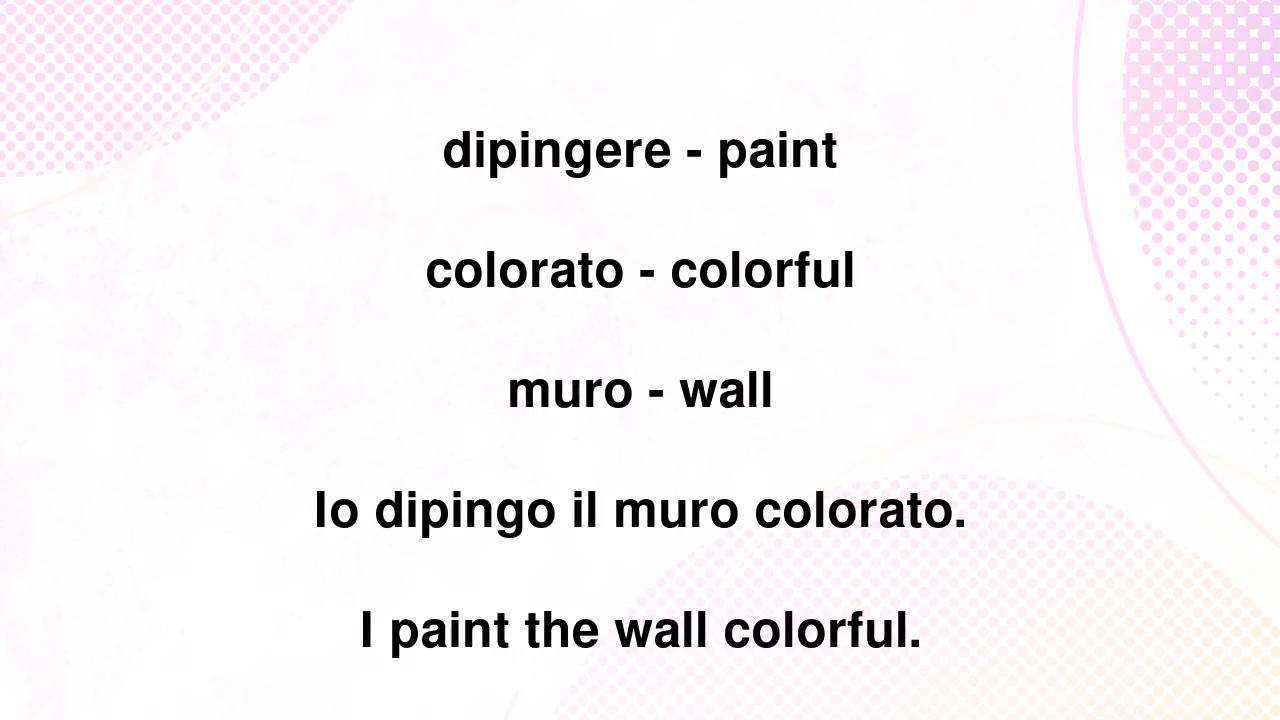 dipingere - paint
colorato - colorful
muro - wall
Io dipingo il muro colorato.
I paint the wall colorful.